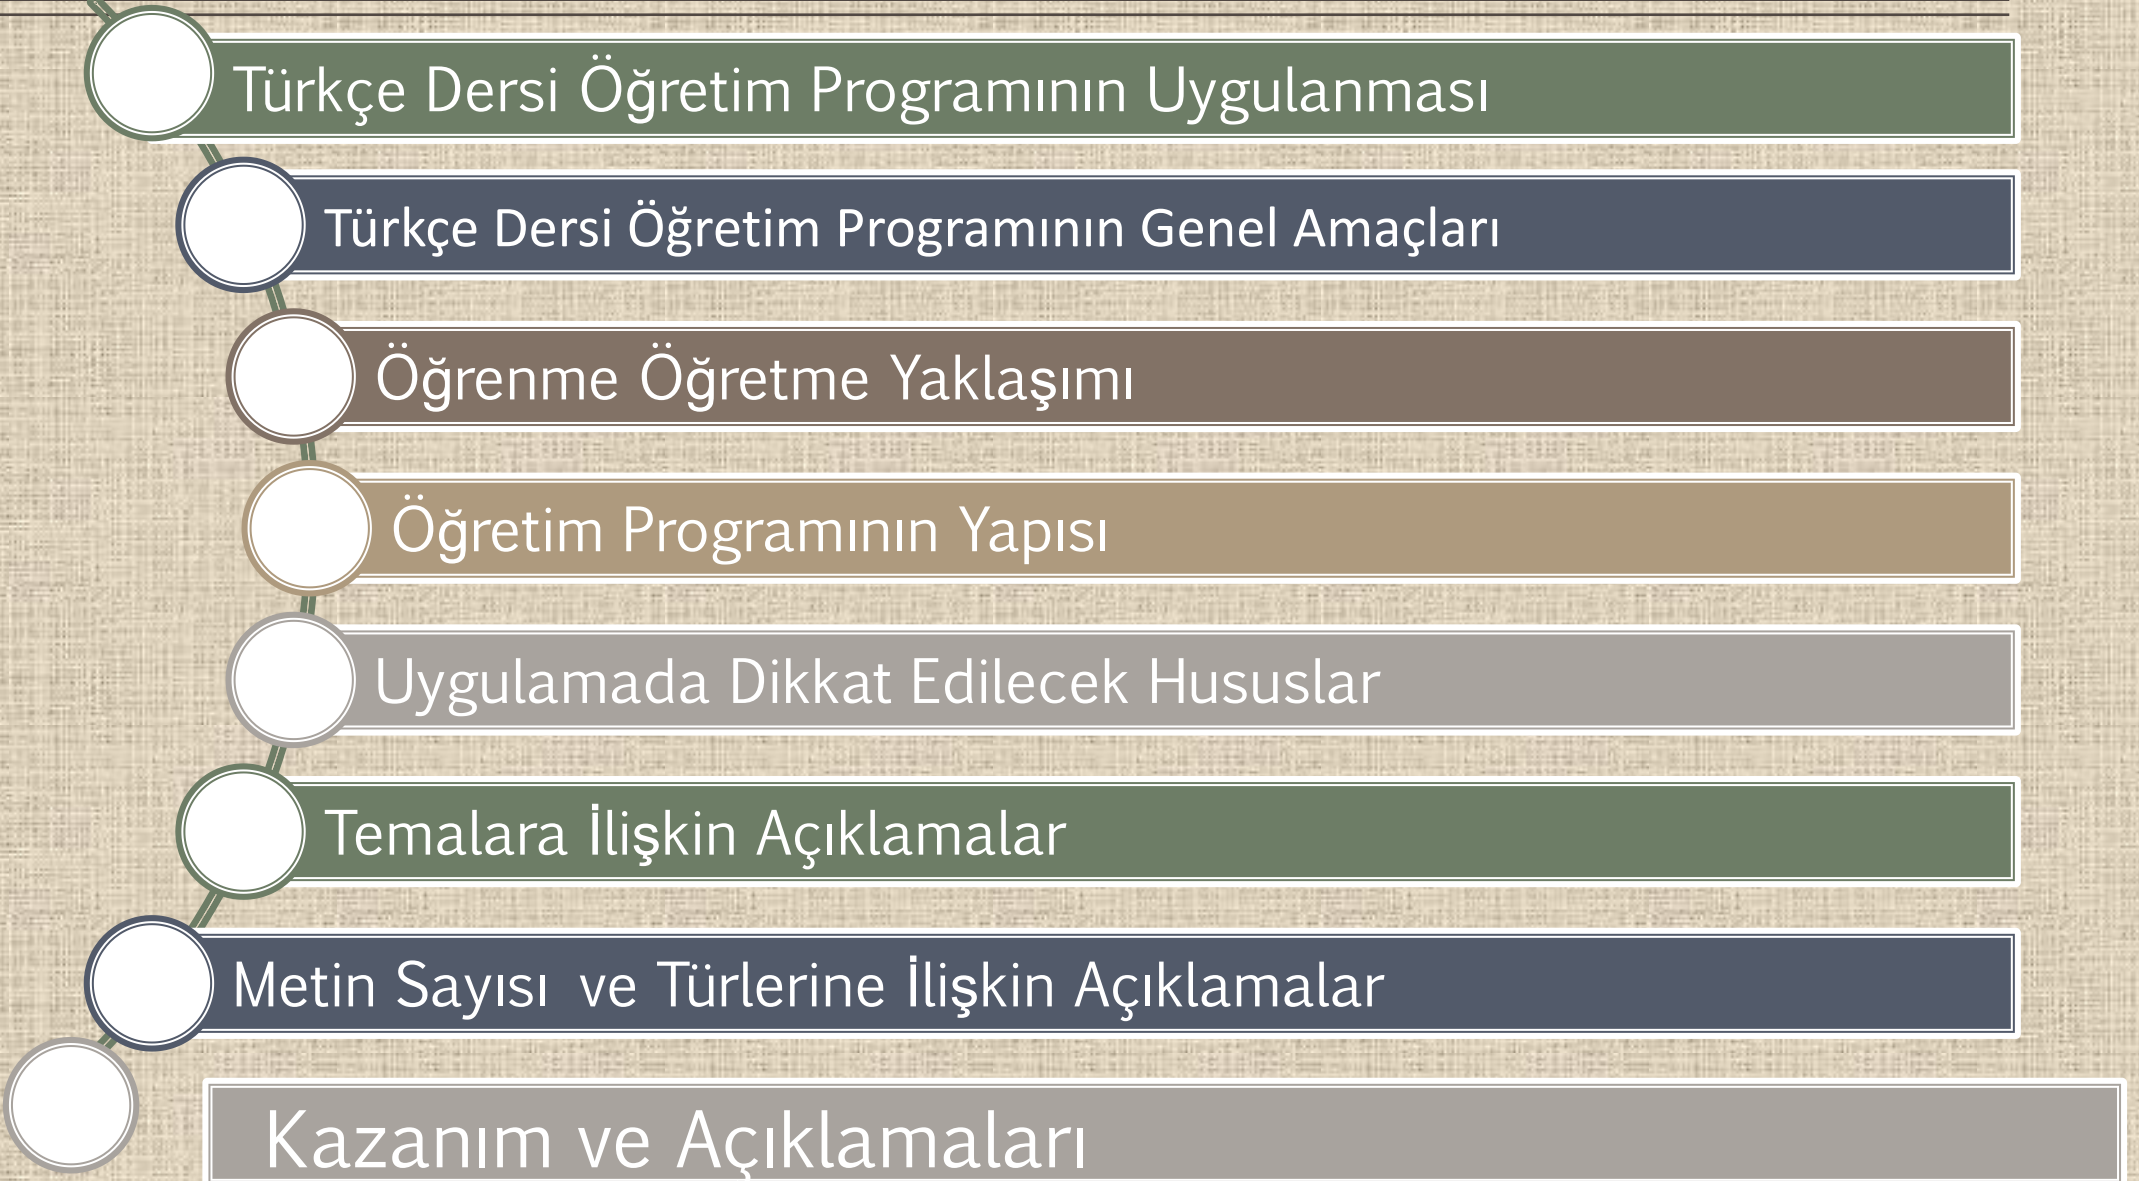 Türkçe Dersi Öğretim Programının Uygulanması
Türkçe Dersi Öğretim Programının Genel Amaçları
Öğrenme Öğretme Yaklaşımı
Öğretim Programının Yapısı
Uygulamada Dikkat Edilecek Hususlar
Temalara İlişkin Açıklamalar
Metin Sayısı ve Türlerine İlişkin Açıklamalar
Kazanım ve Açıklamaları